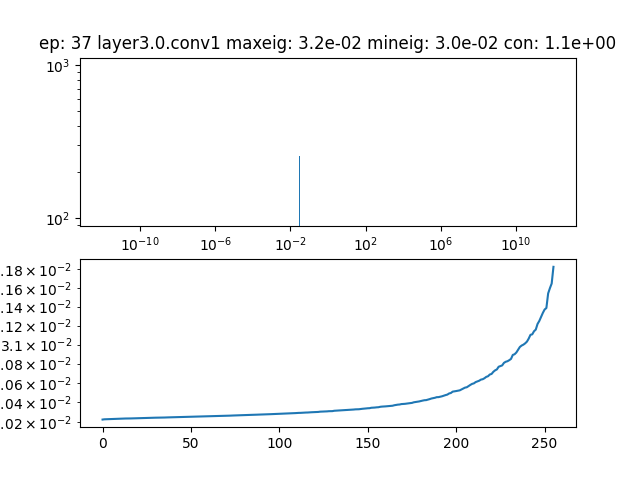 ep: 37 layer3.0.conv1 maxeig: 3.2e-02 mineig: 3.0e-02 con: 1.1e+00
10³
10²
10⁻¹⁰ 10⁻⁶ 10⁻² 10² 10⁶ 10¹⁰
.18 × 10⁻²
.16 × 10⁻²
.14 × 10⁻²
.12 × 10⁻²
3.1 × 10⁻²
.08 × 10⁻²
.06 × 10⁻²
.04 × 10⁻²
.02 × 10⁻²
0 50 100 150 200 250